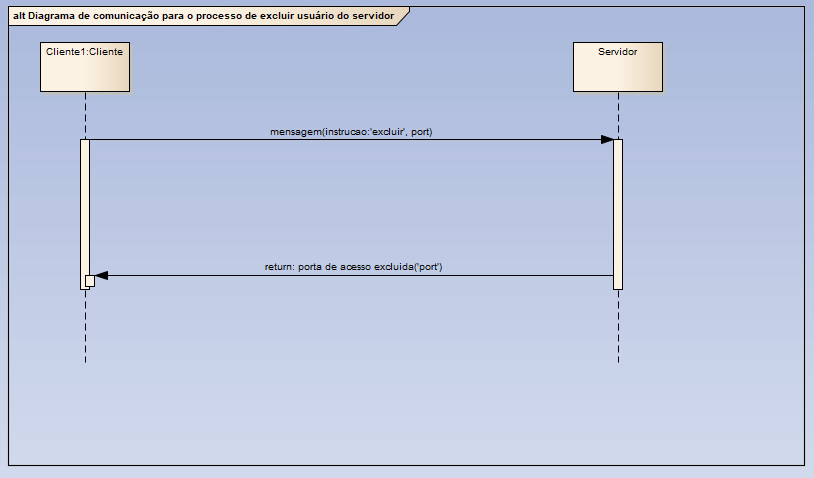 alt Diagrama de comunicação para o processo de excluir usuário do servidor
Cliente1:Cliente
Servidor
mensagem(instrucao:'excluir', port)
return: porta de acesso excluida('port')